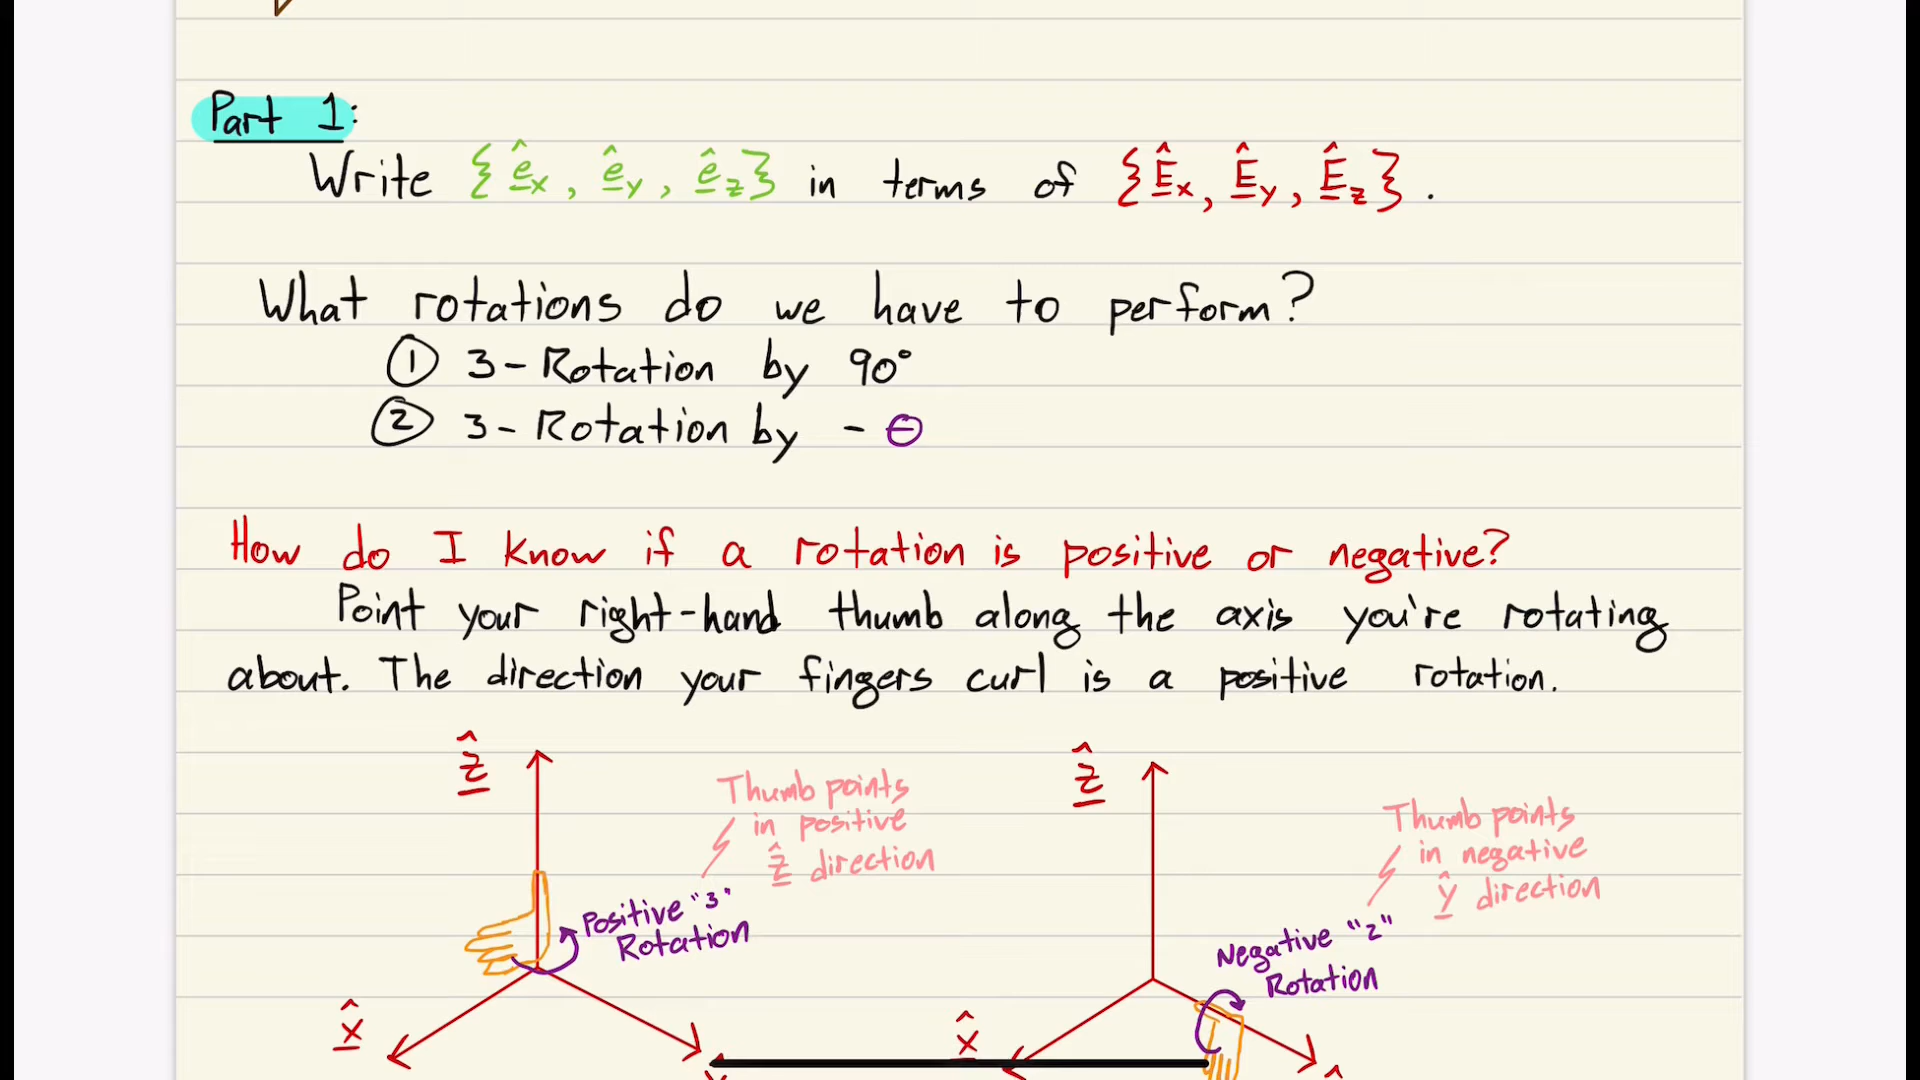 Part 1:
Write {ê_x, ê_y, ê_z} in terms of {Ê_x, Ê_y, Ê_z}.
What rotations do we have to perform?
① 3-Rotation by 90°
② 3-Rotation by -θ
How do I know if a rotation is positive or negative?
Point your right-hand thumb along the axis you're rotating
about. The direction your fingers curl is a positive rotation.
ẑ
Thumb points
in positive
ẑ direction
Positive "3"
Rotation
x̂
ẑ
Thumb points
in negative
ŷ direction
Negative "2"
Rotation
x̂